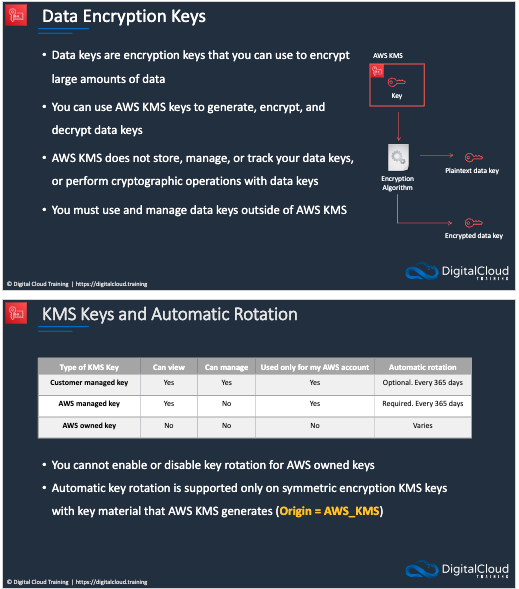 Data Encryption Keys
• Data keys are encryption keys that you can use to encrypt
large amounts of data
• You can use AWS KMS keys to generate, encrypt, and
decrypt data keys
• AWS KMS does not store, manage, or track your data keys,
or perform cryptographic operations with data keys
• You must use and manage data keys outside of AWS KMS
AWS KMS
Key
Encryption
Algorithm
Plaintext data key
Encrypted data key
© Digital Cloud Training | https://digitalcloud.training
DigitalCloud
TRAINING
KMS Keys and Automatic Rotation
Type of KMS Key Can view Can manage Used only for my AWS account Automatic rotation
Customer managed key Yes Yes Yes Optional. Every 365 days
AWS managed key Yes No Yes Required. Every 365 days
AWS owned key No No No Varies
• You cannot enable or disable key rotation for AWS owned keys
• Automatic key rotation is supported only on symmetric encryption KMS keys
with key material that AWS KMS generates (Origin = AWS_KMS)
© Digital Cloud Training | https://digitalcloud.training
DigitalCloud
TRAINING